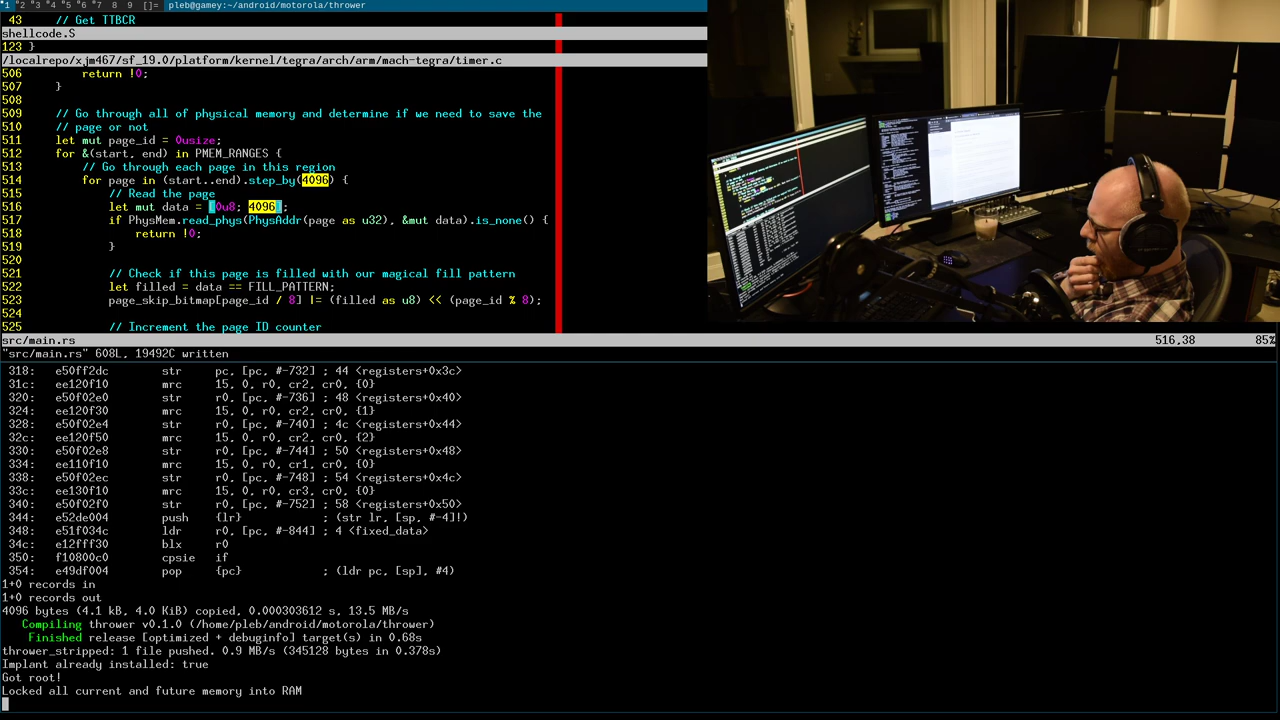 1 2 3 4 5 6 7 8 9 []= pleb@gamey:~/android/motorola/thrower
43 // Get TTBCR
shellcode.S
123 }
/localrepo/xjm467/sf_19.0/platform/kernel/tegra/arch/arm/mach-tegra/timer.c
506 return !0;
507 }
508
509 // Go through all of physical memory and determine if we need to save the
510 // page or not
511 let mut page_id = 0usize;
512 for &(start, end) in PMEM_RANGES {
513 // Go through each page in this region
514 for page in (start..end).step_by(4096) {
515 // Read the page
516 let mut data = [0u8; 4096];
517 if PhysMem.read_phys(PhysAddr(page as u32), &mut data).is_none() {
518 return !0;
519 }
520
521 // Check if this page is filled with our magical fill pattern
522 let filled = data == FILL_PATTERN;
523 page_skip_bitmap[page_id / 8] |= (filled as u8) << (page_id % 8);
524
525 // Increment the page ID counter
src/main.rs 516,38 85%
"src/main.rs" 608L, 19492C written
318: e50ff2dc str pc, [pc, #-732] ; 44 <registers+0x3c>
31c: ee120f10 mrc 15, 0, r0, cr2, cr0, {0}
320: e50f02e0 str r0, [pc, #-736] ; 48 <registers+0x40>
324: ee120f30 mrc 15, 0, r0, cr2, cr0, {1}
328: e50f02e4 str r0, [pc, #-740] ; 4c <registers+0x44>
32c: ee120f50 mrc 15, 0, r0, cr2, cr0, {2}
330: e50f02e8 str r0, [pc, #-744] ; 50 <registers+0x48>
334: ee110f10 mrc 15, 0, r0, cr1, cr0, {0}
338: e50f02ec str r0, [pc, #-748] ; 54 <registers+0x4c>
33c: ee130f10 mrc 15, 0, r0, cr3, cr0, {0}
340: e50f02f0 str r0, [pc, #-752] ; 58 <registers+0x50>
344: e52de004 push {lr} ; (str lr, [sp, #-4]!)
348: e51f034c ldr r0, [pc, #-844] ; 4 <fixed_data>
34c: e12fff30 blx r0
350: f10800c0 cpsie if
354: e49df004 pop {pc} ; (ldr pc, [sp], #4)
1+0 records in
1+0 records out
4096 bytes (4.1 kB, 4.0 KiB) copied, 0.000303612 s, 13.5 MB/s
Compiling thrower v0.1.0 (/home/pleb/android/motorola/thrower)
Finished release [optimized + debuginfo] target(s) in 0.68s
thrower_stripped: 1 file pushed. 0.9 MB/s (345128 bytes in 0.378s)
Implant already installed: true
Got root!
Locked all current and future memory into RAM